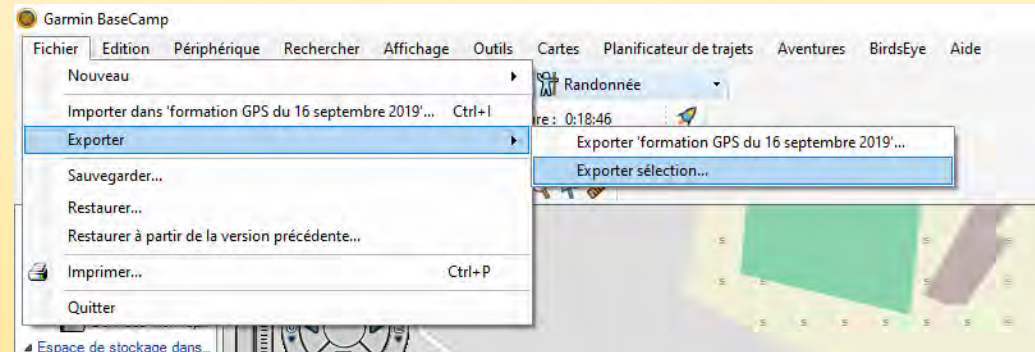 Garmin BaseCamp
Fichier Edition Périphérique Rechercher Affichage Outils Cartes Planificateur de trajets Aventures BirdsEye Aide
Nouveau
Randonnée
Importer dans 'formation GPS du 16 septembre 2019'... Ctrl+I
ure : 0:18:46
Exporter
Exporter 'formation GPS du 16 septembre 2019'...
Exporter sélection...
Sauvegarder...
Restaurer...
Restaurer à partir de la version précédente...
Imprimer... Ctrl+P
Quitter
Espace de stockage dans...